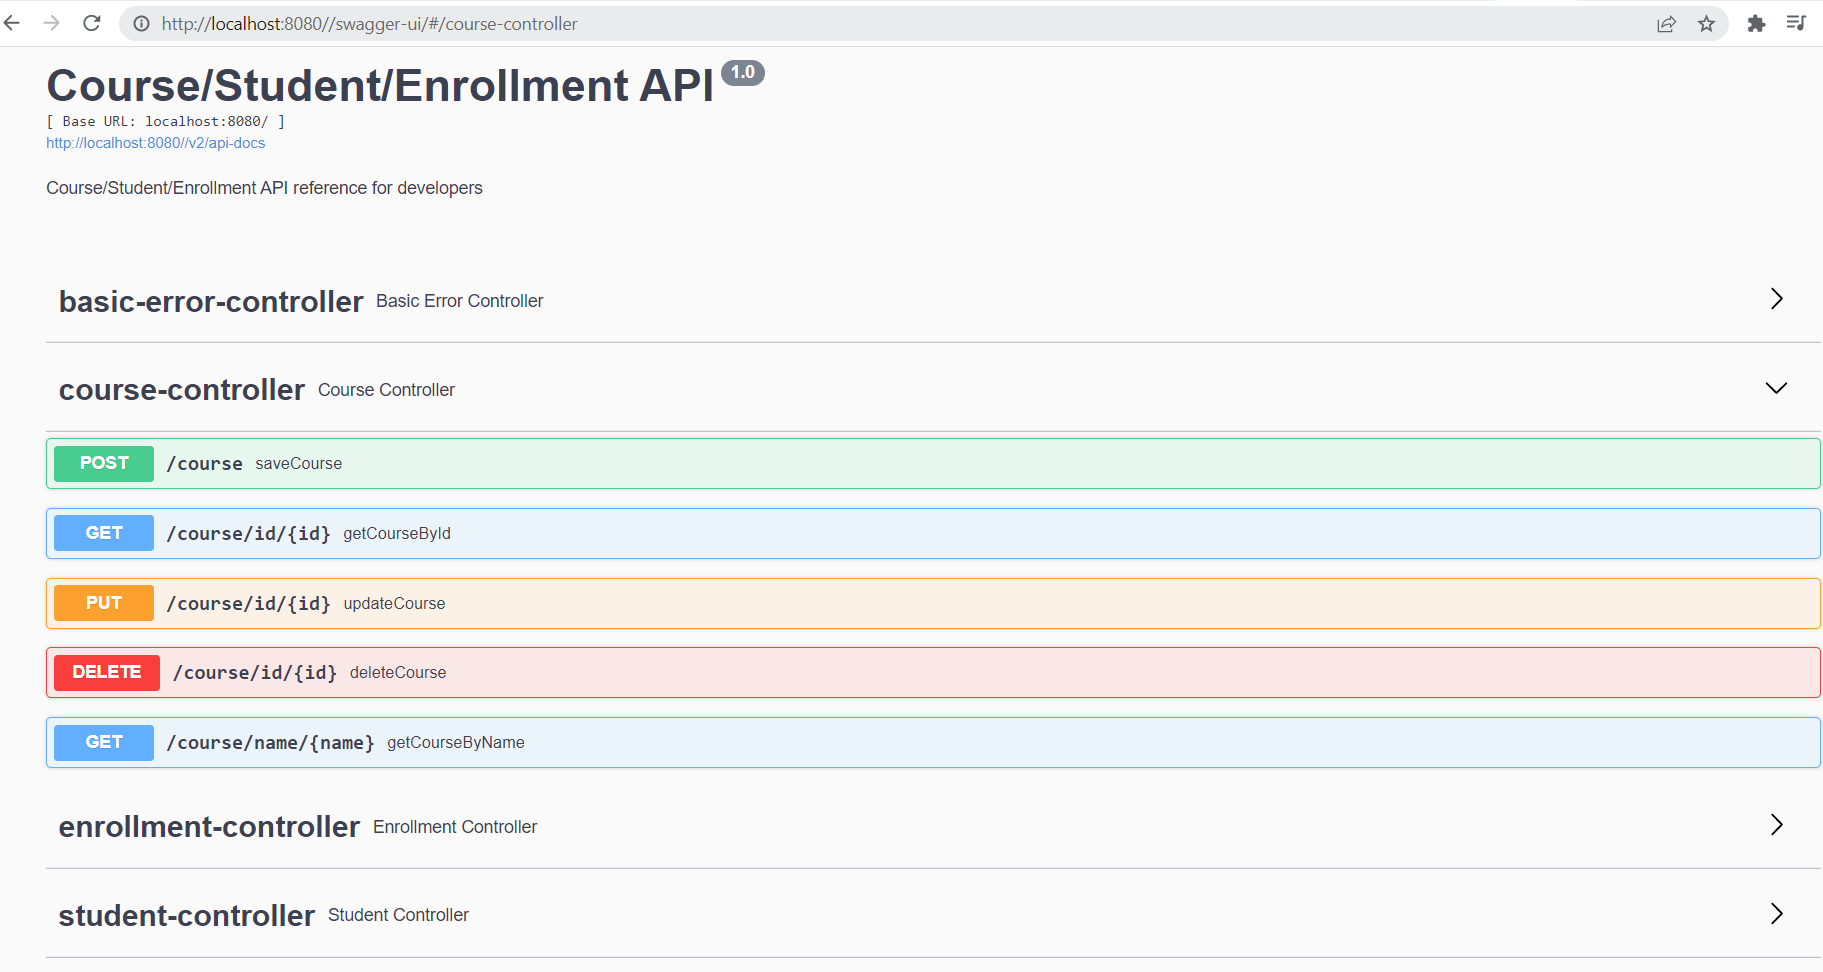 http://localhost:8080//swagger-ui/#/course-controller
Course/Student/Enrollment API 1.0
[ Base URL: localhost:8080/ ]
http://localhost:8080//v2/api-docs
Course/Student/Enrollment API reference for developers
basic-error-controller Basic Error Controller
course-controller Course Controller
POST /course saveCourse
GET /course/id/{id} getCourseById
PUT /course/id/{id} updateCourse
DELETE /course/id/{id} deleteCourse
GET /course/name/{name} getCourseByName
enrollment-controller Enrollment Controller
student-controller Student Controller